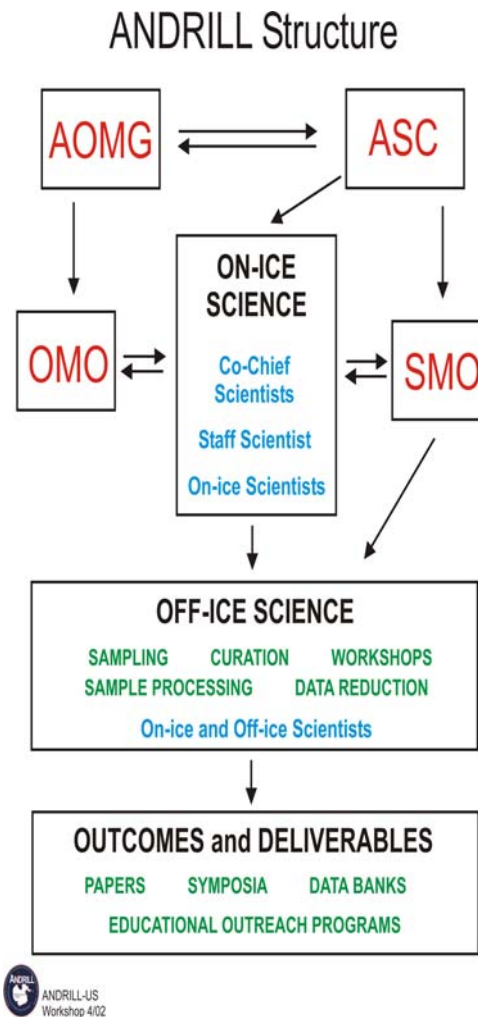 ANDRILL Structure
AOMG
ASC
ON-ICE
SCIENCE
Co-Chief
Scientists
Staff Scientist
On-ice Scientists
OMO
SMO
OFF-ICE SCIENCE
SAMPLING CURATION WORKSHOPS
SAMPLE PROCESSING DATA REDUCTION
On-ice and Off-ice Scientists
OUTCOMES and DELIVERABLES
PAPERS SYMPOSIA DATA BANKS
EDUCATIONAL OUTREACH PROGRAMS
ANDRILL
ANDRILL-US
Workshop 4/02